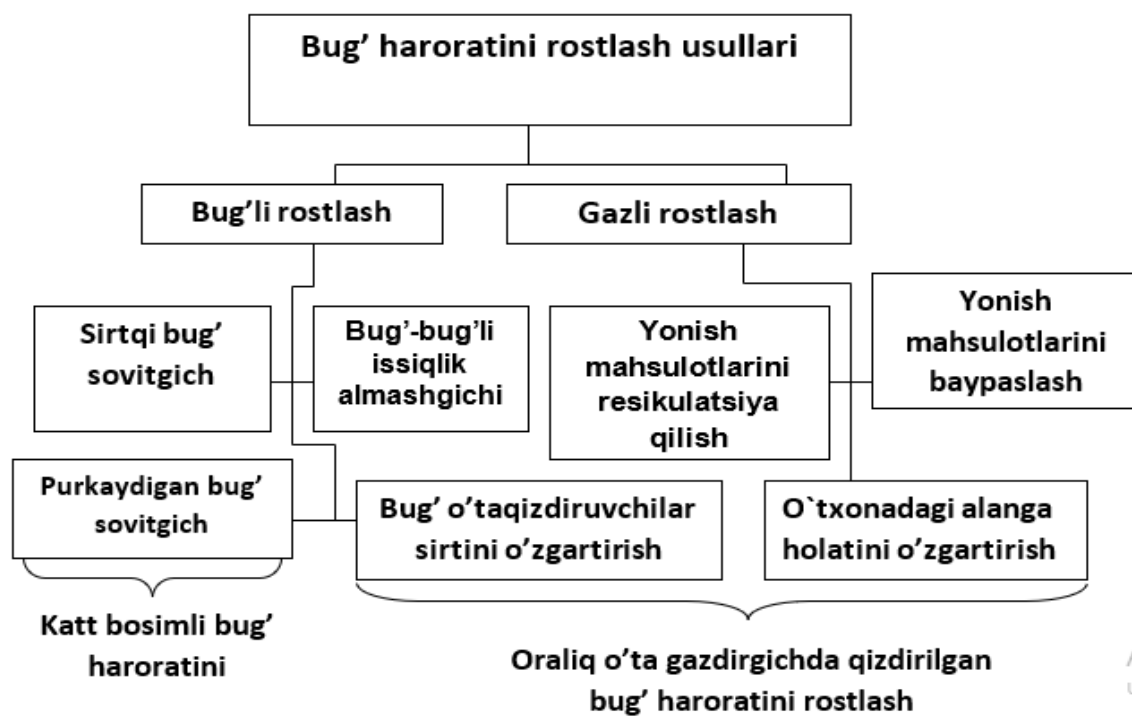 Bug’ haroratini rostlash usullari
Bug’li rostlash
Gazli rostlash
Sirtqi bug’
sovitgich
Bug’-bug’li
issiqlik
almashgichi
Yonish
mahsulotlarini
resikulatsiya
qilish
Yonish
mahsulotlarini
baypaslash
Purkaydigan bug’
sovitgich
Bug’ o’taqizdiruvchilar
sirtini o’zgartirish
O`txonadagi alanga
holatini o’zgartirish
Katt bosimli bug’
haroratini
Oraliq o’ta gazdirgichda qizdirilgan
bug’ haroratini rostlash